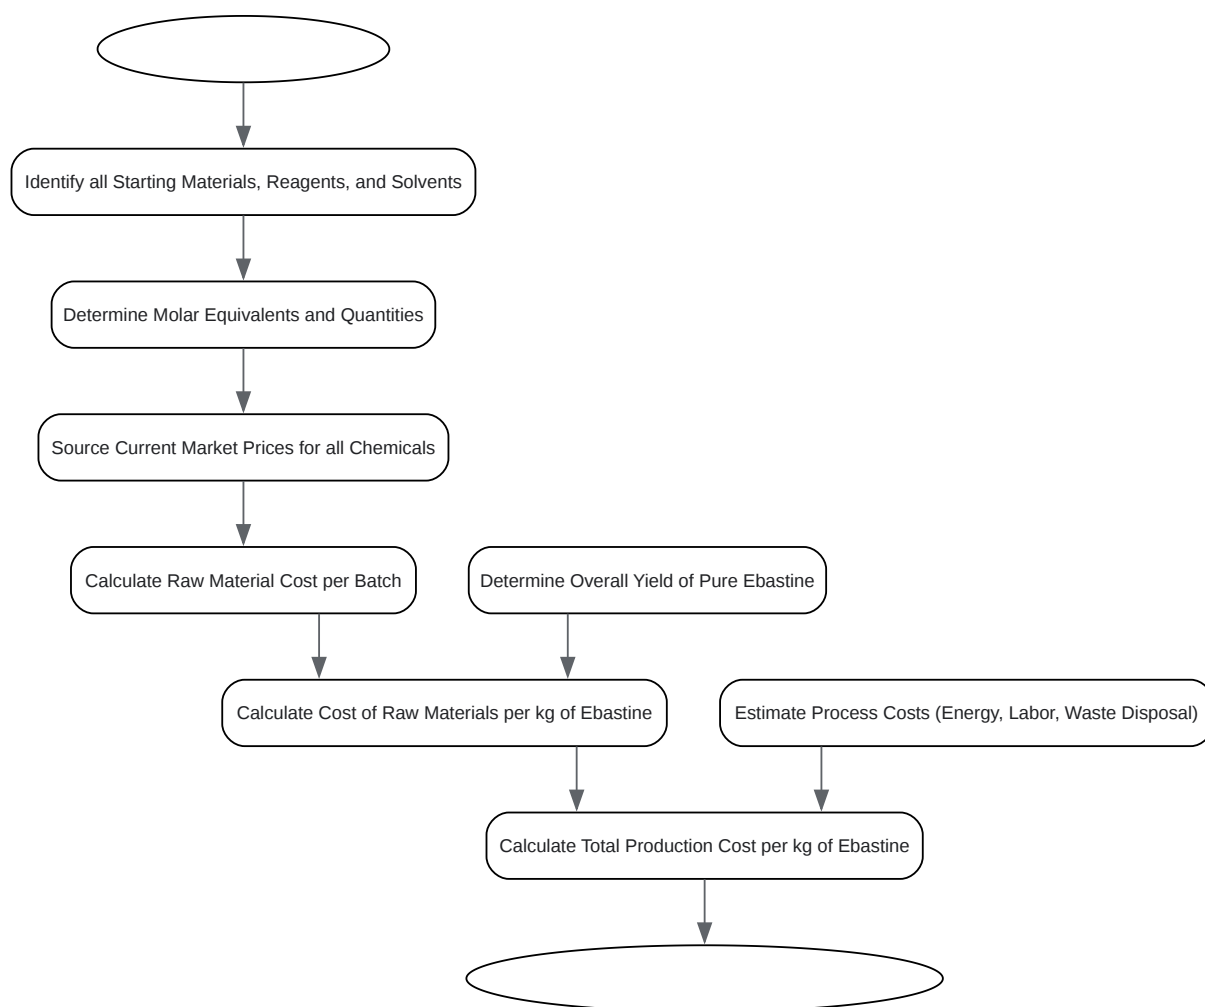 Identify all Starting Materials, Reagents, and Solvents
Determine Molar Equivalents and Quantities
Source Current Market Prices for all Chemicals
Calculate Raw Material Cost per Batch
Determine Overall Yield of Pure Ebastine
Calculate Cost of Raw Materials per kg of Ebastine
Estimate Process Costs (Energy, Labor, Waste Disposal)
Calculate Total Production Cost per kg of Ebastine